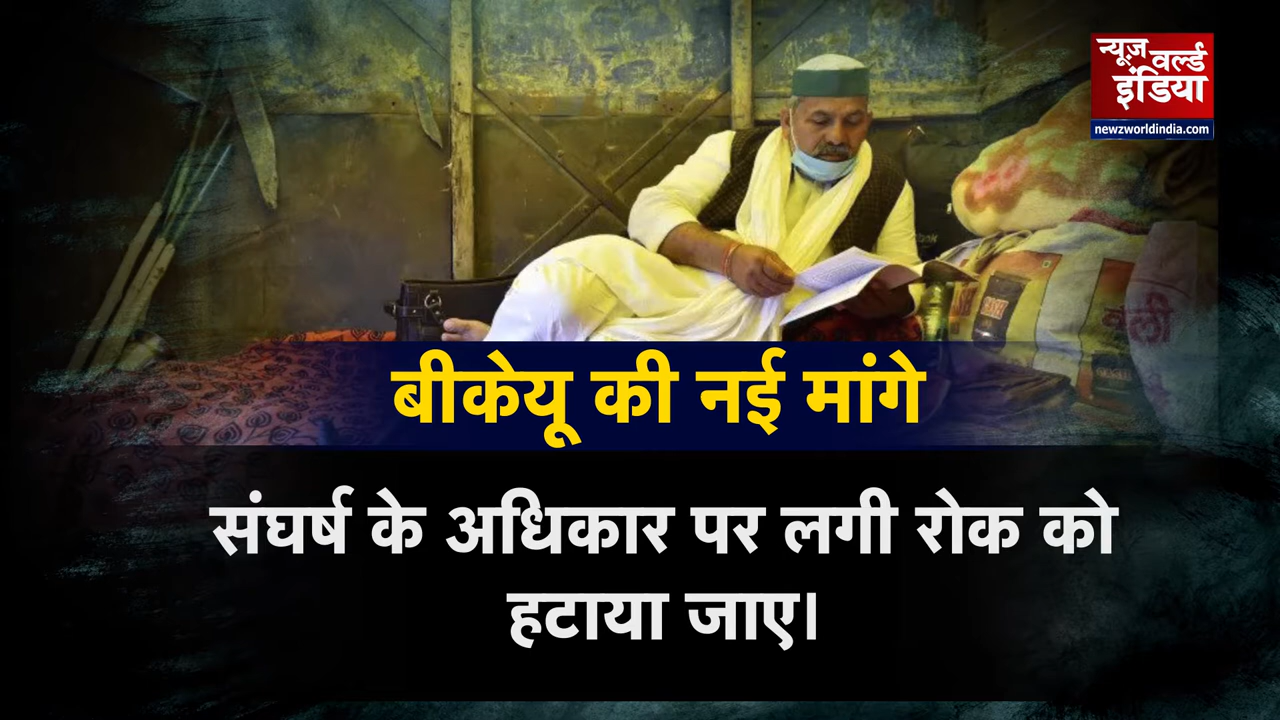 न्यूज़
वर्ल्ड
इंडिया
newzworldindia.com
बीकेयू की नई मांगे
संघर्ष के अधिकार पर लगी रोक को
हटाया जाए।